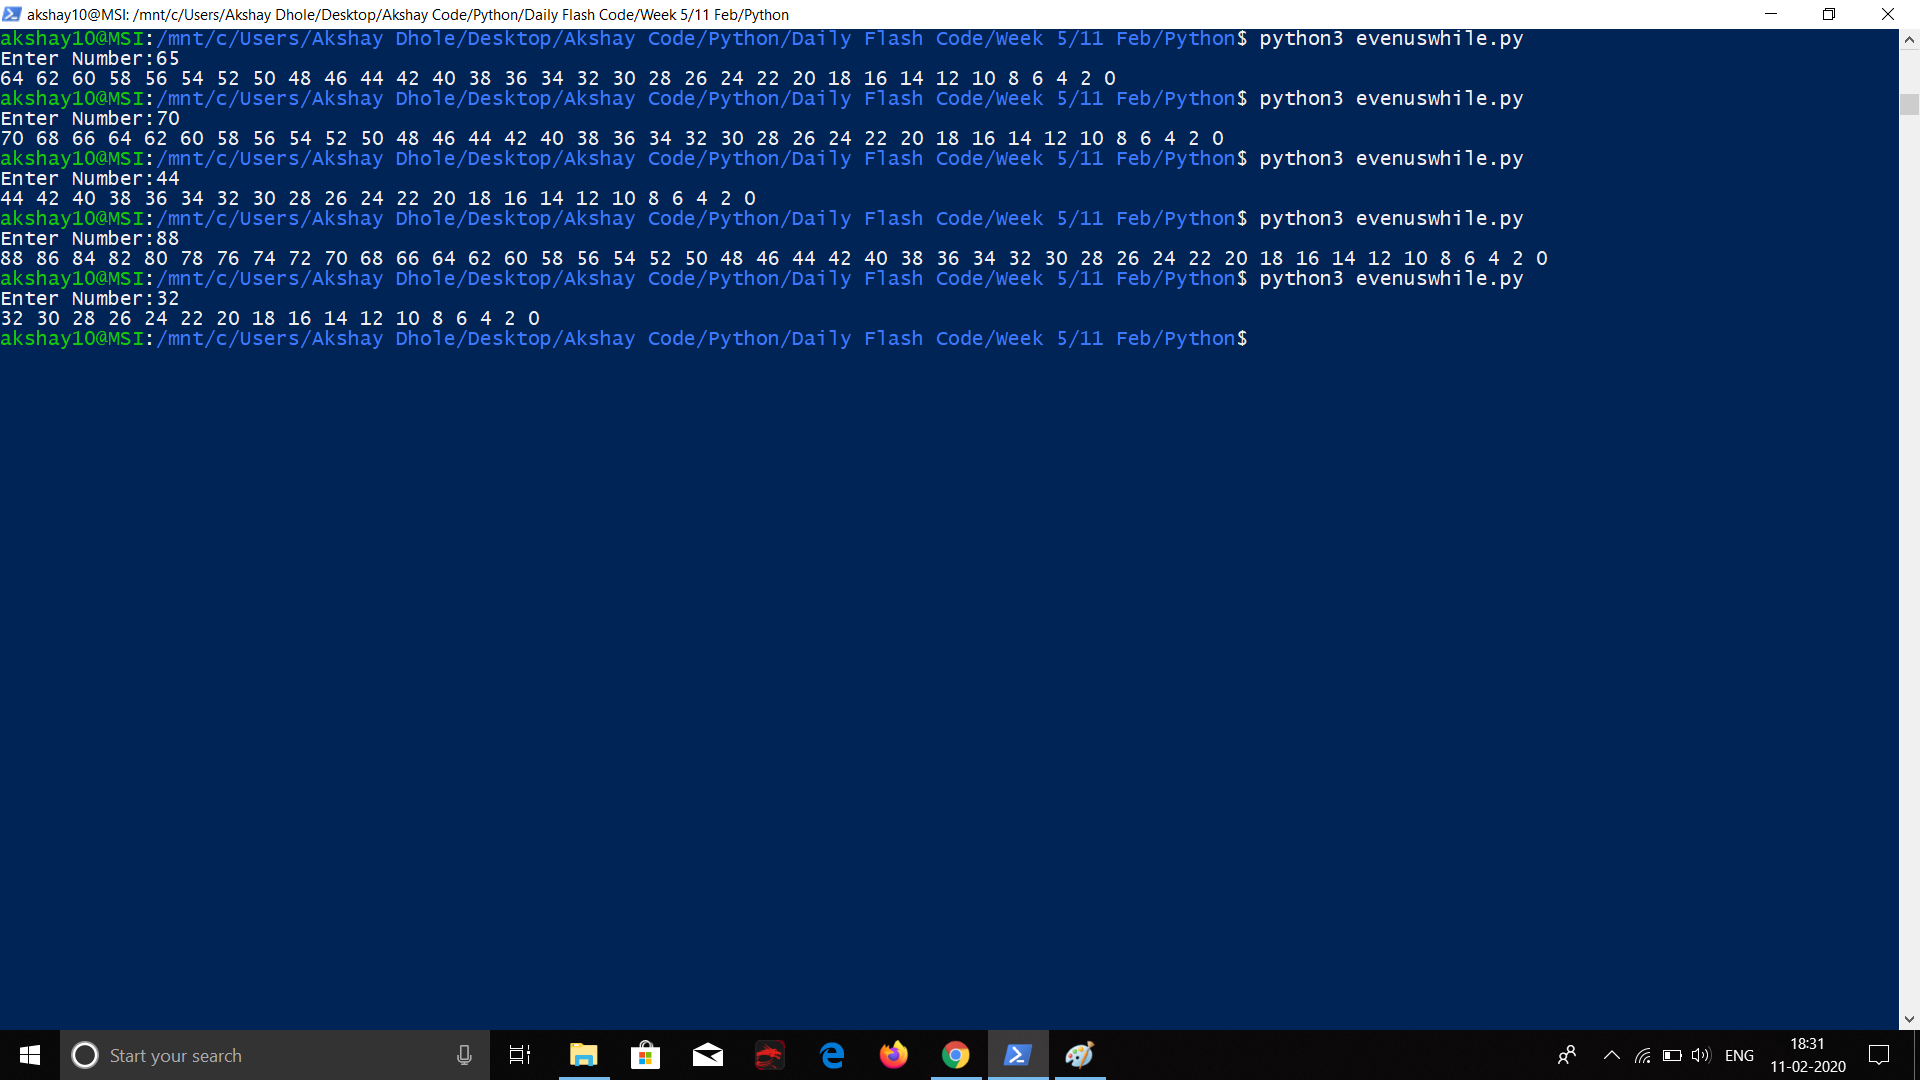 akshay10@MSI: /mnt/c/Users/Akshay Dhole/Desktop/Akshay Code/Python/Daily Flash Code/Week 5/11 Feb/Python
akshay10@MSI:/mnt/c/Users/Akshay Dhole/Desktop/Akshay Code/Python/Daily Flash Code/Week 5/11 Feb/Python$ python3 evenuswhile.py
Enter Number:65
64 62 60 58 56 54 52 50 48 46 44 42 40 38 36 34 32 30 28 26 24 22 20 18 16 14 12 10 8 6 4 2 0
akshay10@MSI:/mnt/c/Users/Akshay Dhole/Desktop/Akshay Code/Python/Daily Flash Code/Week 5/11 Feb/Python$ python3 evenuswhile.py
Enter Number:70
70 68 66 64 62 60 58 56 54 52 50 48 46 44 42 40 38 36 34 32 30 28 26 24 22 20 18 16 14 12 10 8 6 4 2 0
akshay10@MSI:/mnt/c/Users/Akshay Dhole/Desktop/Akshay Code/Python/Daily Flash Code/Week 5/11 Feb/Python$ python3 evenuswhile.py
Enter Number:44
44 42 40 38 36 34 32 30 28 26 24 22 20 18 16 14 12 10 8 6 4 2 0
akshay10@MSI:/mnt/c/Users/Akshay Dhole/Desktop/Akshay Code/Python/Daily Flash Code/Week 5/11 Feb/Python$ python3 evenuswhile.py
Enter Number:88
88 86 84 82 80 78 76 74 72 70 68 66 64 62 60 58 56 54 52 50 48 46 44 42 40 38 36 34 32 30 28 26 24 22 20 18 16 14 12 10 8 6 4 2 0
akshay10@MSI:/mnt/c/Users/Akshay Dhole/Desktop/Akshay Code/Python/Daily Flash Code/Week 5/11 Feb/Python$ python3 evenuswhile.py
Enter Number:32
32 30 28 26 24 22 20 18 16 14 12 10 8 6 4 2 0
akshay10@MSI:/mnt/c/Users/Akshay Dhole/Desktop/Akshay Code/Python/Daily Flash Code/Week 5/11 Feb/Python$
Start your search
ENG
18:31
11-02-2020